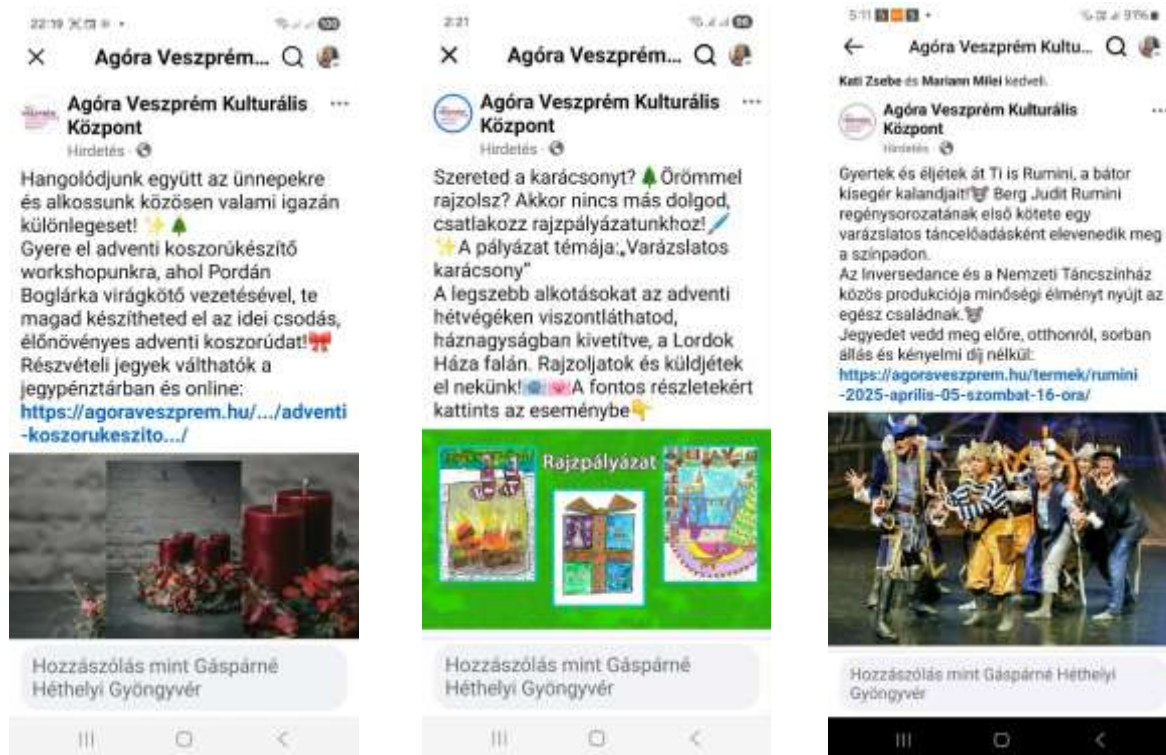 22:19
100
Agóra Veszprém...
Agóra Veszprém Kulturális
Központ
Hirdetés
Hangolódjunk együtt az ünnepekre
és alkossunk közösen valami igazán
különlegeset! ✨🌲
Gyere el adventi koszorúkészítő
workshopunkra, ahol Pordán
Boglárka virágkötő vezetésével, te
magad készítheted el az idei csodás,
élőnövényes adventi koszorúdat!🎀
Részvételi jegyek válthatók a
jegypénztárban és online:
https://agoraveszprem.hu/.../adventi
-koszorukeszito.../
Hozzászólás mint Gáspárné
Héthelyi Gyöngyvér
2:21
Agóra Veszprém...
Agóra Veszprém Kulturális
Központ
Hirdetés
Szereted a karácsonyt? 🌲Örömmel
rajzolsz? Akkor nincs más dolgod,
csatlakozz rajzpályázatunkhoz!🖊️
✨A pályázat témája:„Varázslatos
karácsony"
A legszebb alkotásokat az adventi
hétvégéken viszontláthatod,
háznagyságban kivetítve, a Lordok
Háza falán. Rajzoljatok és küldjétek
el nekünk!📧💌A fontos részletekért
kattints az eseménybe👇
Rajzpályázat
Hozzászólás mint Gáspárné
Héthelyi Gyöngyvér
5:11
91%
Agóra Veszprém Kultu...
Kati Zsebe és Mariann Milei kedveli.
Agóra Veszprém Kulturális
Központ
Hirdetés
Gyertek és éljétek át Ti is Rumini, a bátor
kisegér kalandjait!🐭 Berg Judit Rumini
regénysorozatának első kötete egy
varázslatos táncelőadásként elevenedik meg
a színpadon.
Az Inversedance és a Nemzeti Táncszínház
közös produkciója minőségi élményt nyújt az
egész családnak.🐭
Jegyedet vedd meg előre, otthonról, sorban
állás és kényelmi díj nélkül:
https://agoraveszprem.hu/termek/rumini
-2025-aprilis-05-szombat-16-ora/
Hozzászólás mint Gáspárné Héthelyi
Gyöngyvér